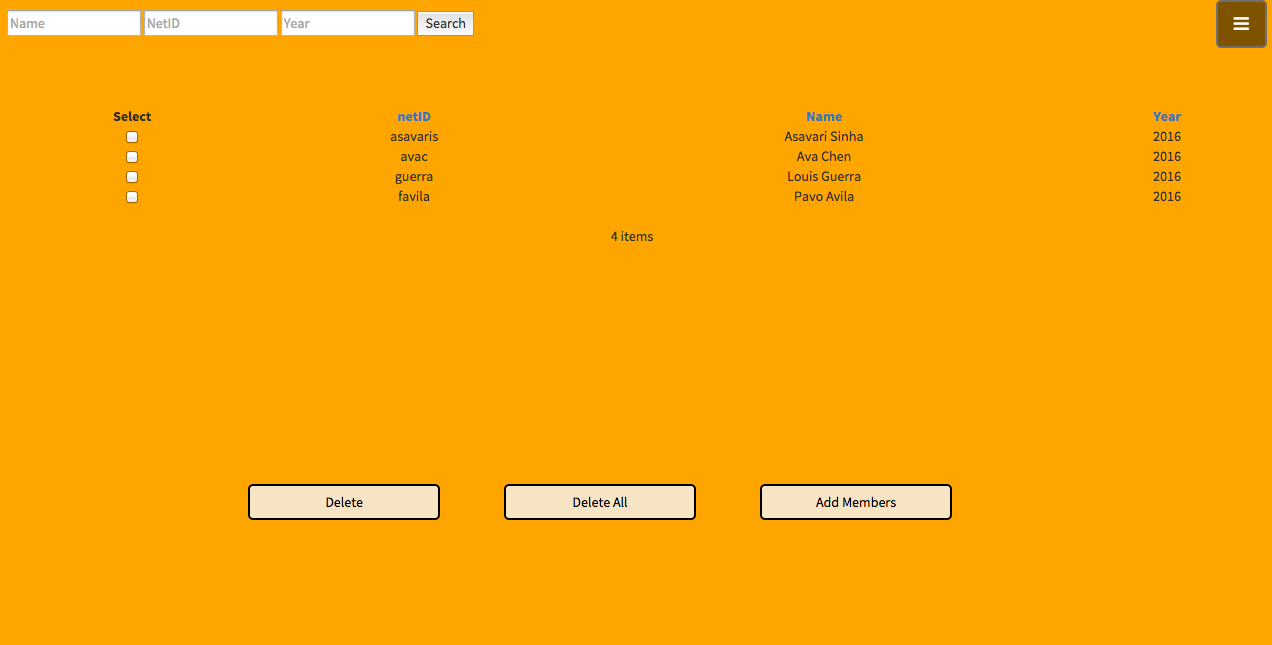 Name NetID Year Search
Select netID Name Year
asavaris Asavari Sinha 2016
avac Ava Chen 2016
guerra Louis Guerra 2016
favila Pavo Avila 2016
4 items
Delete Delete All Add Members